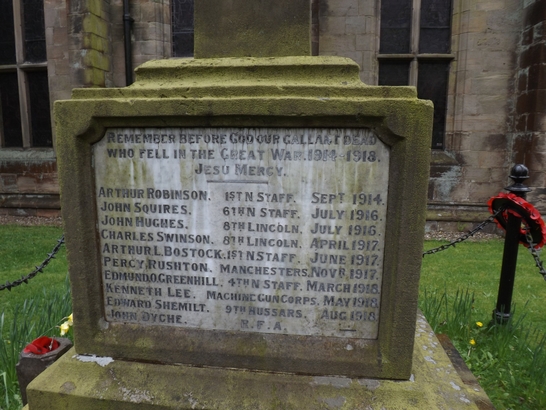 REMEMBER BEFORE GOD OUR GALLANT DEAD
WHO FELL IN THE GREAT WAR. 1914-1918.
JESU MERCY.
ARTHUR ROBINSON. 1ST N STAFF. SEPT 1914.
JOHN SQUIRES. 6TH N STAFF. JULY 1916.
JOHN HUGHES. 8TH LINCOLN. JULY 1916.
CHARLES SWINSON. 8TH LINCOLN. APRIL 1917.
ARTHUR L BOSTOCK. 1ST N STAFF. JUNE 1917.
PERCY RUSHTON. MANCHESTERS. NOVR 1917.
EDMUND GREENHILL. 4TH N STAFF. MARCH 1918.
KENNETH LEE. MACHINE GUN CORPS. MAY 1918.
EDWARD SHEMILT. 9TH HUSSARS. AUG 1918.
JOHN DYCHE. R.F.A.